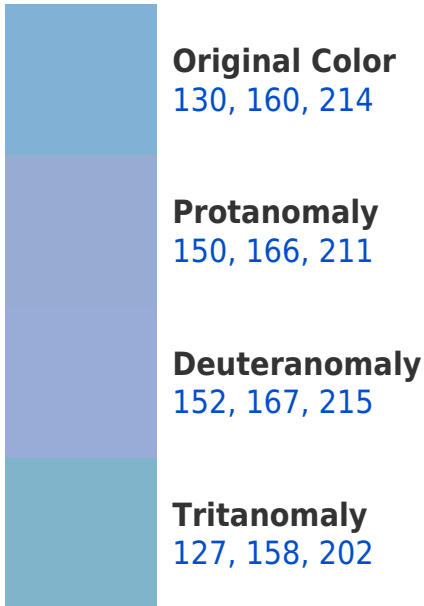 Original Color
130, 160, 214
Protanomaly
150, 166, 211
Deuteranomaly
152, 167, 215
Tritanomaly
127, 158, 202